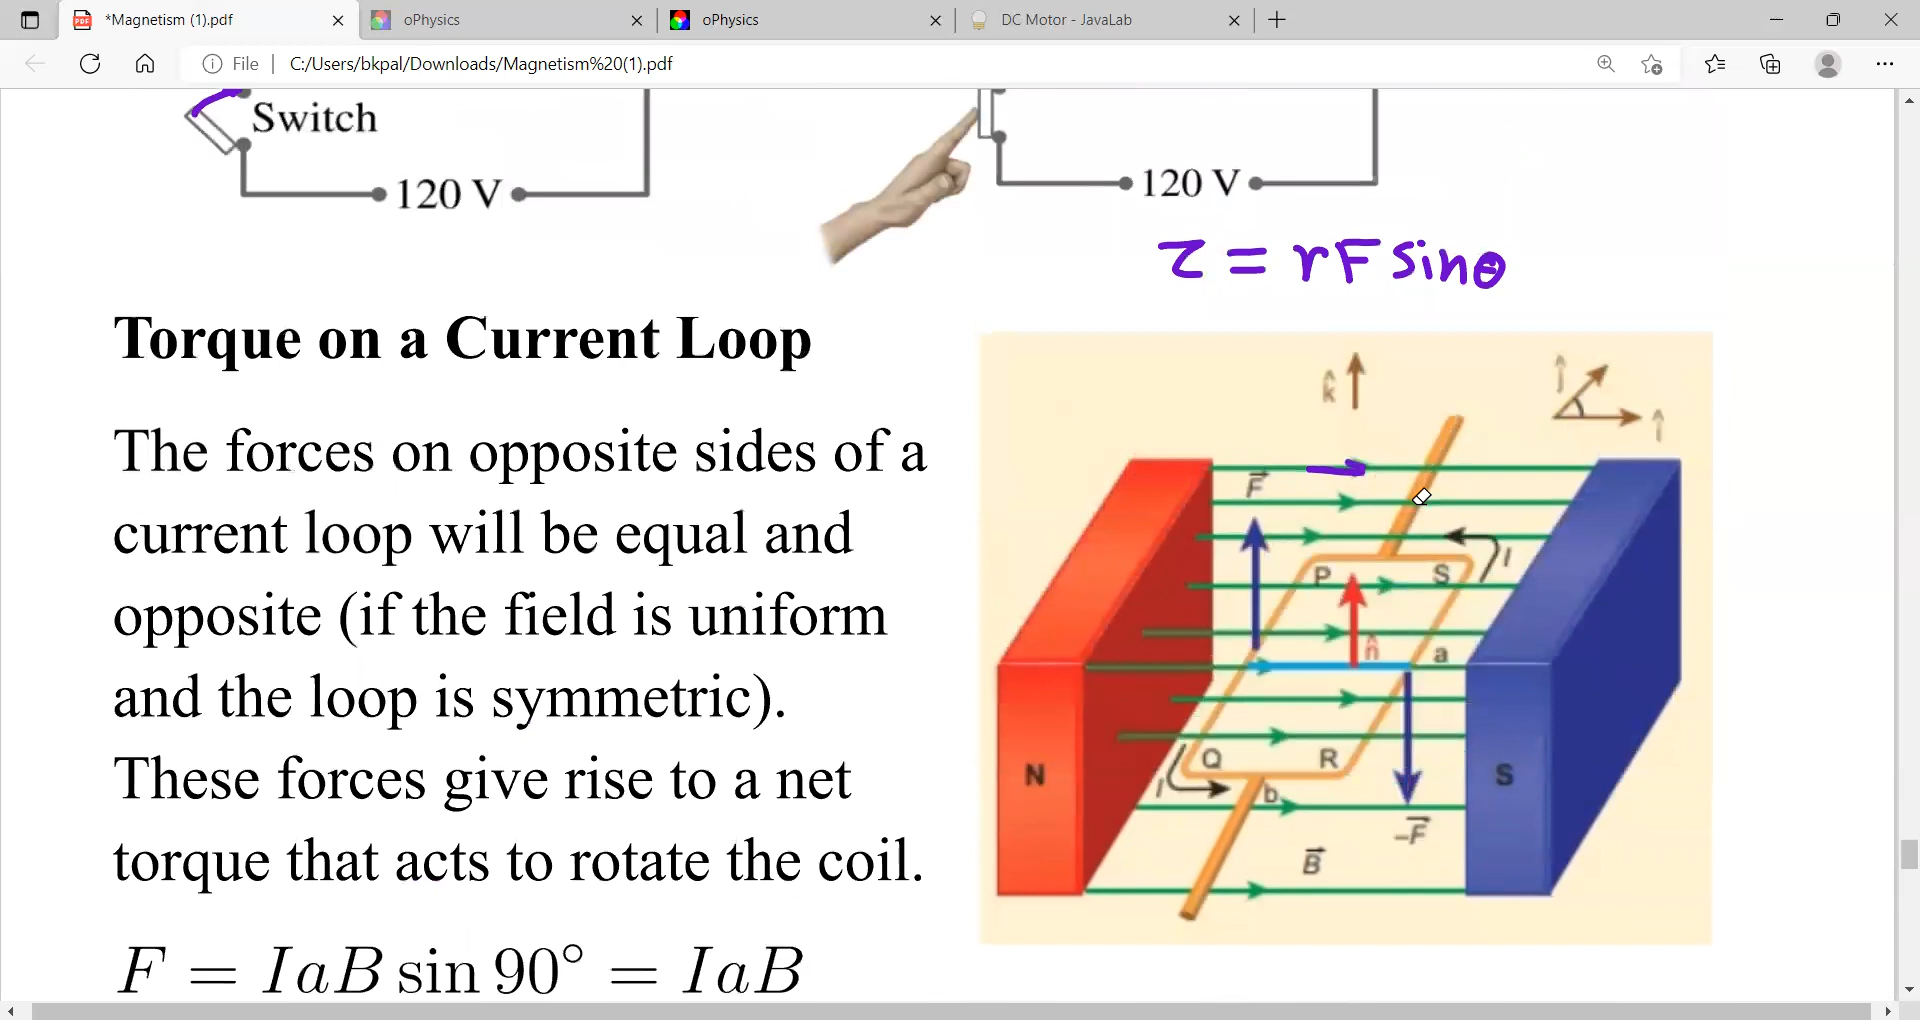 *Magnetism (1).pdf
oPhysics
oPhysics
DC Motor - JavaLab
File
C:/Users/bkpal/Downloads/Magnetism%20(1).pdf
Switch
120 V
120 V
τ = rF sinθ
Torque on a Current Loop
The forces on opposite sides of a
current loop will be equal and
opposite (if the field is uniform
and the loop is symmetric).
These forces give rise to a net
torque that acts to rotate the coil.
F = IaB sin 90° = IaB
k̂
ĵ
î
F⃗
I
P
S
n̂
a
Q
R
N
S
I
b
-F⃗
B⃗